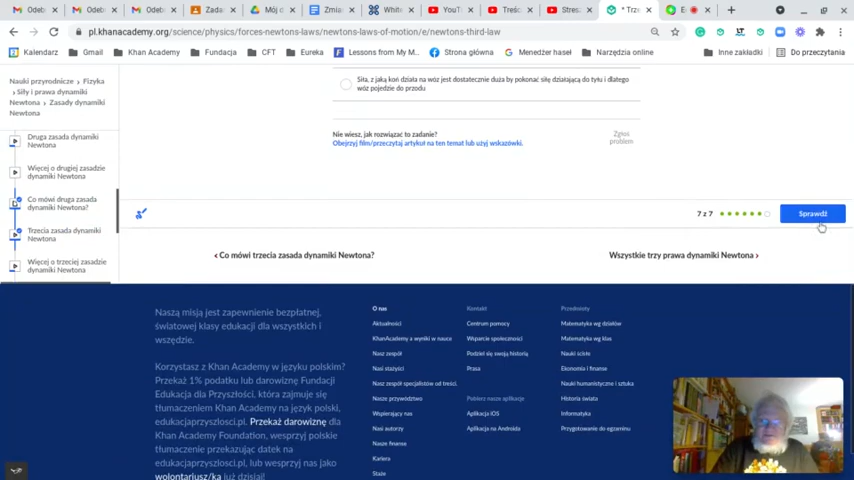 Odebr
Odebr
Odebr
Zada
Mój d
Zmia
White
YouT
Treśc
Stres
* Trze
E
pl.khanacademy.org/science/physics/forces-newtons-laws/newtons-laws-of-motion/e/newtons-third-law
Kalendarz
Gmail
Khan Academy
Fundacja
CFT
Eureka
Lessons from My M...
Strona główna
Menedżer haseł
Narzędzia online
Inne zakładki
Do przeczytania
Nauki przyrodnicze > Fizyka
> Siły i prawa dynamiki
Newtona > Zasady dynamiki
Newtona
Druga zasada dynamiki
Newtona
Więcej o drugiej zasadzie
dynamiki Newtona
Co mówi druga zasada
dynamiki Newtona?
Trzecia zasada dynamiki
Newtona
Więcej o trzeciej zasadzie
dynamiki Newtona
Siła, z jaką koń działa na wóz jest dostatecznie duża by pokonać siłę działającą do tyłu i dlatego
wóz pojedzie do przodu
Nie wiesz, jak rozwiązać to zadanie?
Obejrzyj film/przeczytaj artykuł na ten temat lub użyj wskazówki.
Zgłoś
problem
7 z 7
Sprawdź
‹ Co mówi trzecia zasada dynamiki Newtona?
Wszystkie trzy prawa dynamiki Newtona ›
Naszą misją jest zapewnienie bezpłatnej,
światowej klasy edukacji dla wszystkich i
wszędzie.
Korzystasz z Khan Academy w języku polskim?
Przekaż 1% podatku lub darowiznę Fundacji
Edukacja dla Przyszłości, która zajmuje się
tłumaczeniem Khan Academy na język polski,
edukacjaprzyszlosci.pl. Przekaż darowiznę dla
Khan Academy Foundation, wesprzyj polskie
tłumaczenie przekazując datek na
edukacjaprzyszlosci.pl, lub wesprzyj nas jako
wolontariusz/ka już dzisiaj!
O nas
Aktualności
KhanAcademy a wyniki w nauce
Nasz zespół
Nasi stażyści
Nasz zespół specjalistów od treści.
Nasze przywództwo
Wspierający nas
Nasi autorzy
Nasze finanse
Kariera
Staże
Kontakt
Centrum pomocy
Wsparcie społeczności
Podziel się swoją historią
Prasa
Pobierz nasze aplikacje
Aplikacja iOS
Aplikacja na Androida
Przedmioty
Matematyka wg działów
Matematyka wg klas
Nauki ścisłe
Ekonomia i finanse
Nauki humanistyczne i sztuka
Historia świata
Informatyka
Przygotowanie do egzaminu